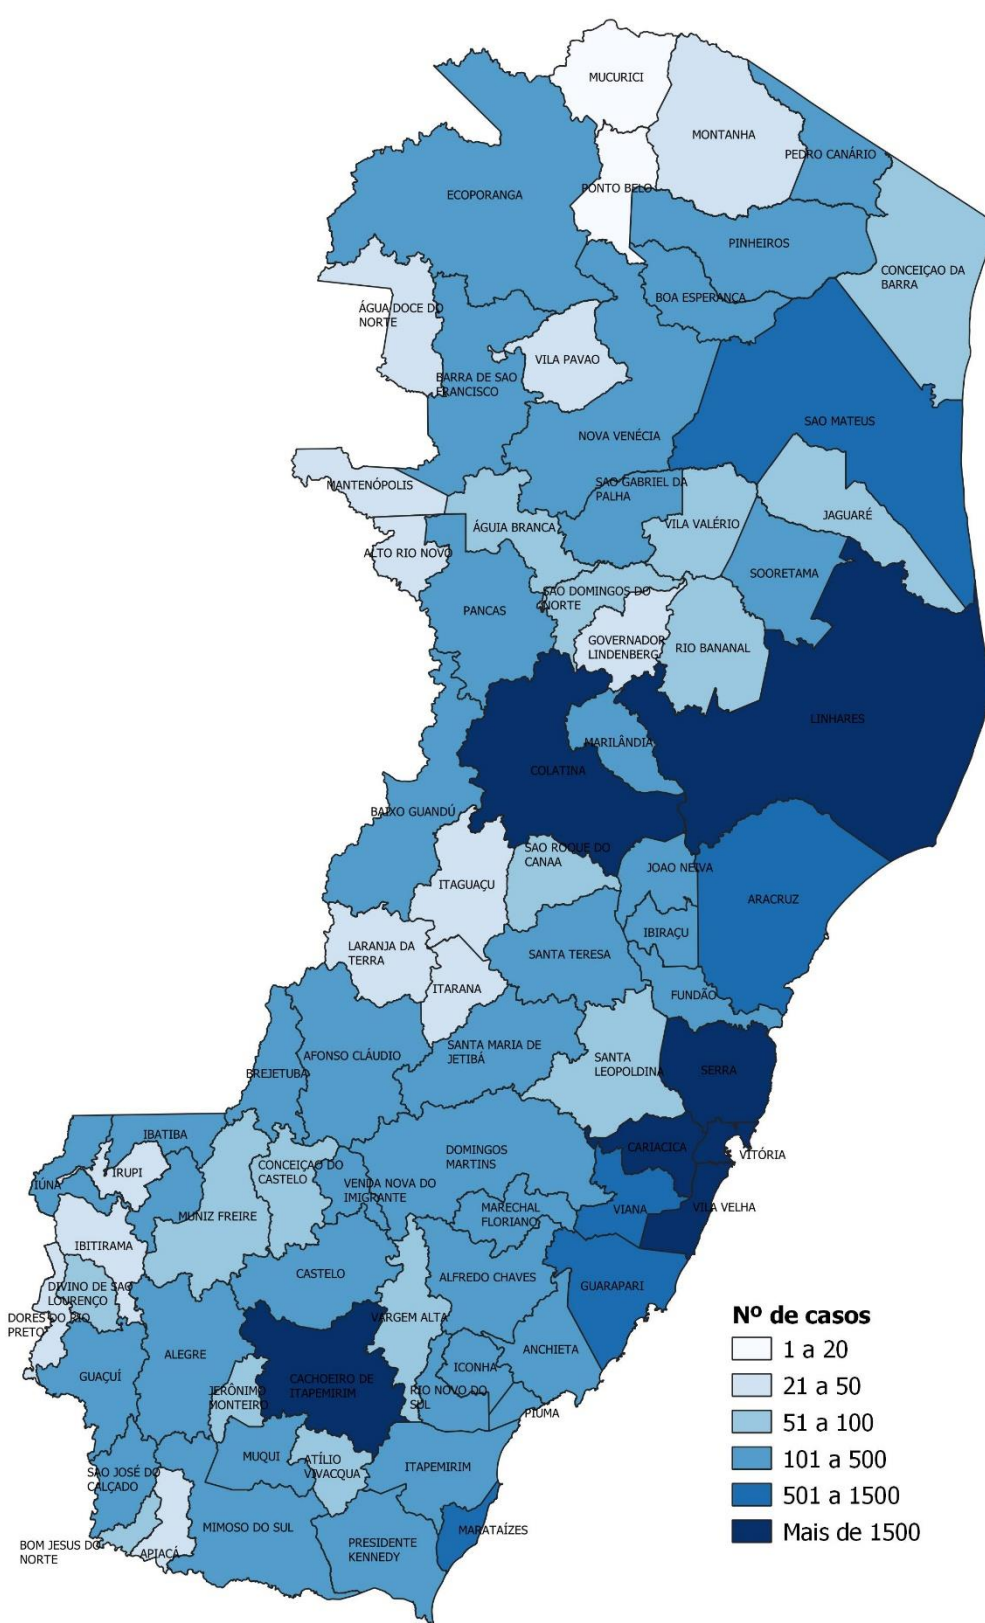 MUCURICI
MONTANHA
PEDRO CANÁRIO
PONTO BELO
ECOPORANGA
PINHEIROS
CONCEIÇAO DA
BARRA
BOA ESPERANÇA
ÁGUA DOCE DO
NORTE
VILA PAVAO
BARRA DE SAO
FRANCISCO
SAO MATEUS
NOVA VENÉCIA
MANTENÓPOLIS
SAO GABRIEL DA
PALHA
ÁGUIA BRANCA
VILA VALÉRIO
JAGUARÉ
ALTO RIO NOVO
SOORETAMA
PANCAS
SAO DOMINGOS DO
NORTE
GOVERNADOR
LINDENBERG
RIO BANANAL
LINHARES
MARILÂNDIA
COLATINA
BAIXO GUANDÚ
SAO ROQUE DO
CANAA
JOAO NEIVA
ITAGUAÇU
ARACRUZ
IBIRAÇU
LARANJA DA
TERRA
SANTA TERESA
ITARANA
FUNDÃO
AFONSO CLÁUDIO
SANTA MARIA DE
JETIBÁ
SANTA
LEOPOLDINA
SERRA
BREJETUBA
IBATIBA
CARIACICA
VITÓRIA
DOMINGOS
MARTINS
IRUPI
CONCEIÇAO DO
CASTELO
IÚNA
VENDA NOVA DO
IMIGRANTE
VILA VELHA
MUNIZ FREIRE
MARECHAL
FLORIANO
VIANA
IBITIRAMA
CASTELO
ALFREDO CHAVES
GUARAPARI
DIVINO DE SAO
LOURENÇO
DORES DO RIO
PRETO
VARGEM ALTA
ALEGRE
ANCHIETA
GUAÇUÍ
ICONHA
CACHOEIRO DE
ITAPEMIRIM
JERÔNIMO
MONTEIRO
RIO NOVO DO
SUL
PIUMA
MUQUI
ATÍLIO
VIVACQUA
ITAPEMIRIM
SAO JOSÉ DO
CALÇADO
MIMOSO DO SUL
MARATAÍZES
PRESIDENTE
KENNEDY
BOM JESUS DO
NORTE
APIACÁ
Nº de casos
1 a 20
21 a 50
51 a 100
101 a 500
501 a 1500
Mais de 1500